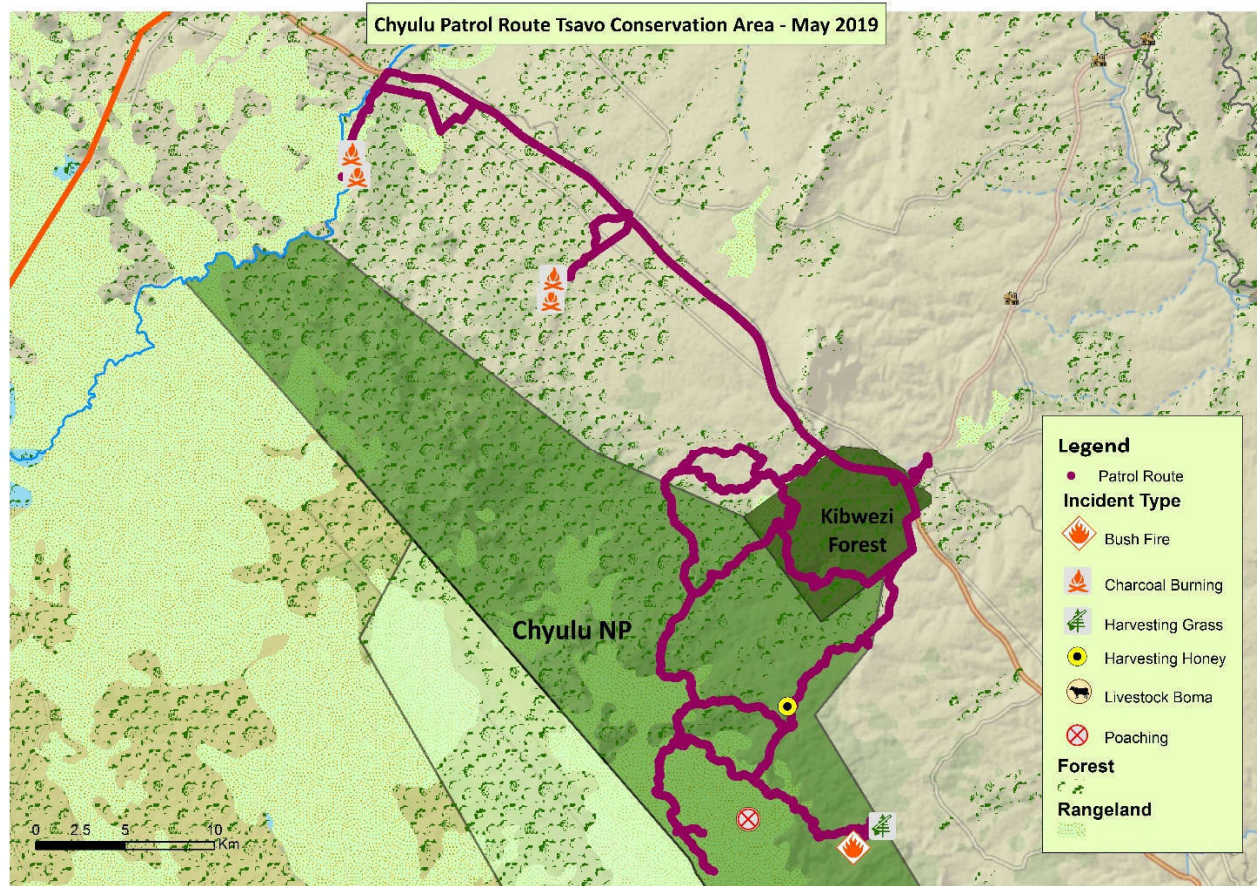 Chyulu Patrol Route Tsavo Conservation Area - May 2019
Kibwezi
Forest
Chyulu NP
Legend
Patrol Route
Incident Type
Bush Fire
Charcoal Burning
Harvesting Grass
Harvesting Honey
Livestock Boma
Poaching
Forest
Rangeland
0 2.5 5 10
Km